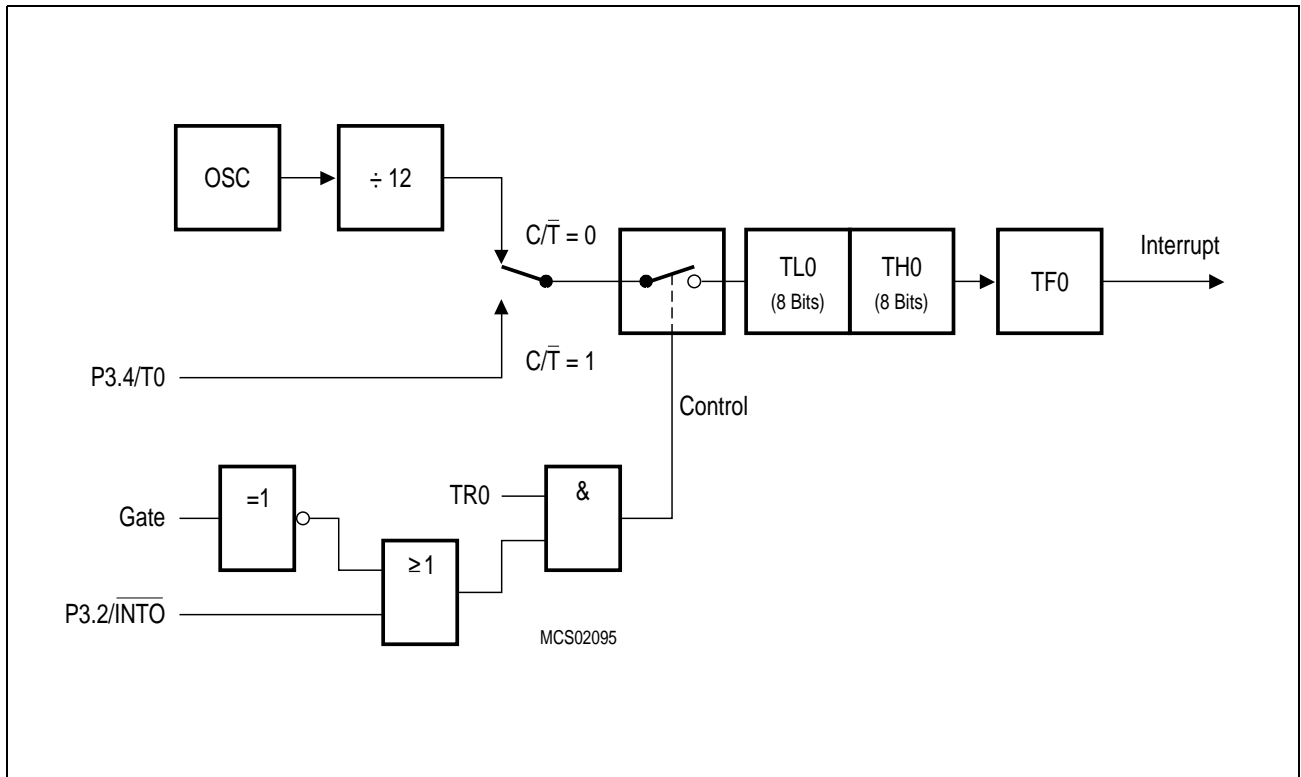 OSC
÷ 12
C/T̅ = 0
C/T̅ = 1
P3.4/T0
TL0
(8 Bits)
TH0
(8 Bits)
TF0
Interrupt
Control
Gate
=1
P3.2/I̅N̅T̅O̅
≥1
TR0
&
MCS02095